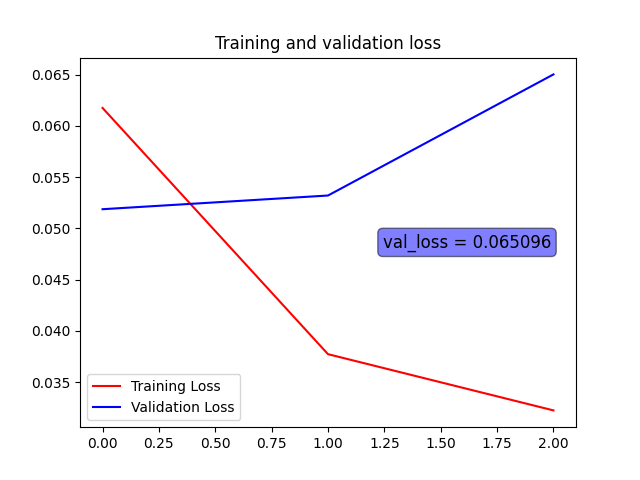 Training and validation loss
0.065
0.060
0.055
0.050
0.045
0.040
0.035
val_loss = 0.065096
Training Loss
Validation Loss
0.00 0.25 0.50 0.75 1.00 1.25 1.50 1.75 2.00